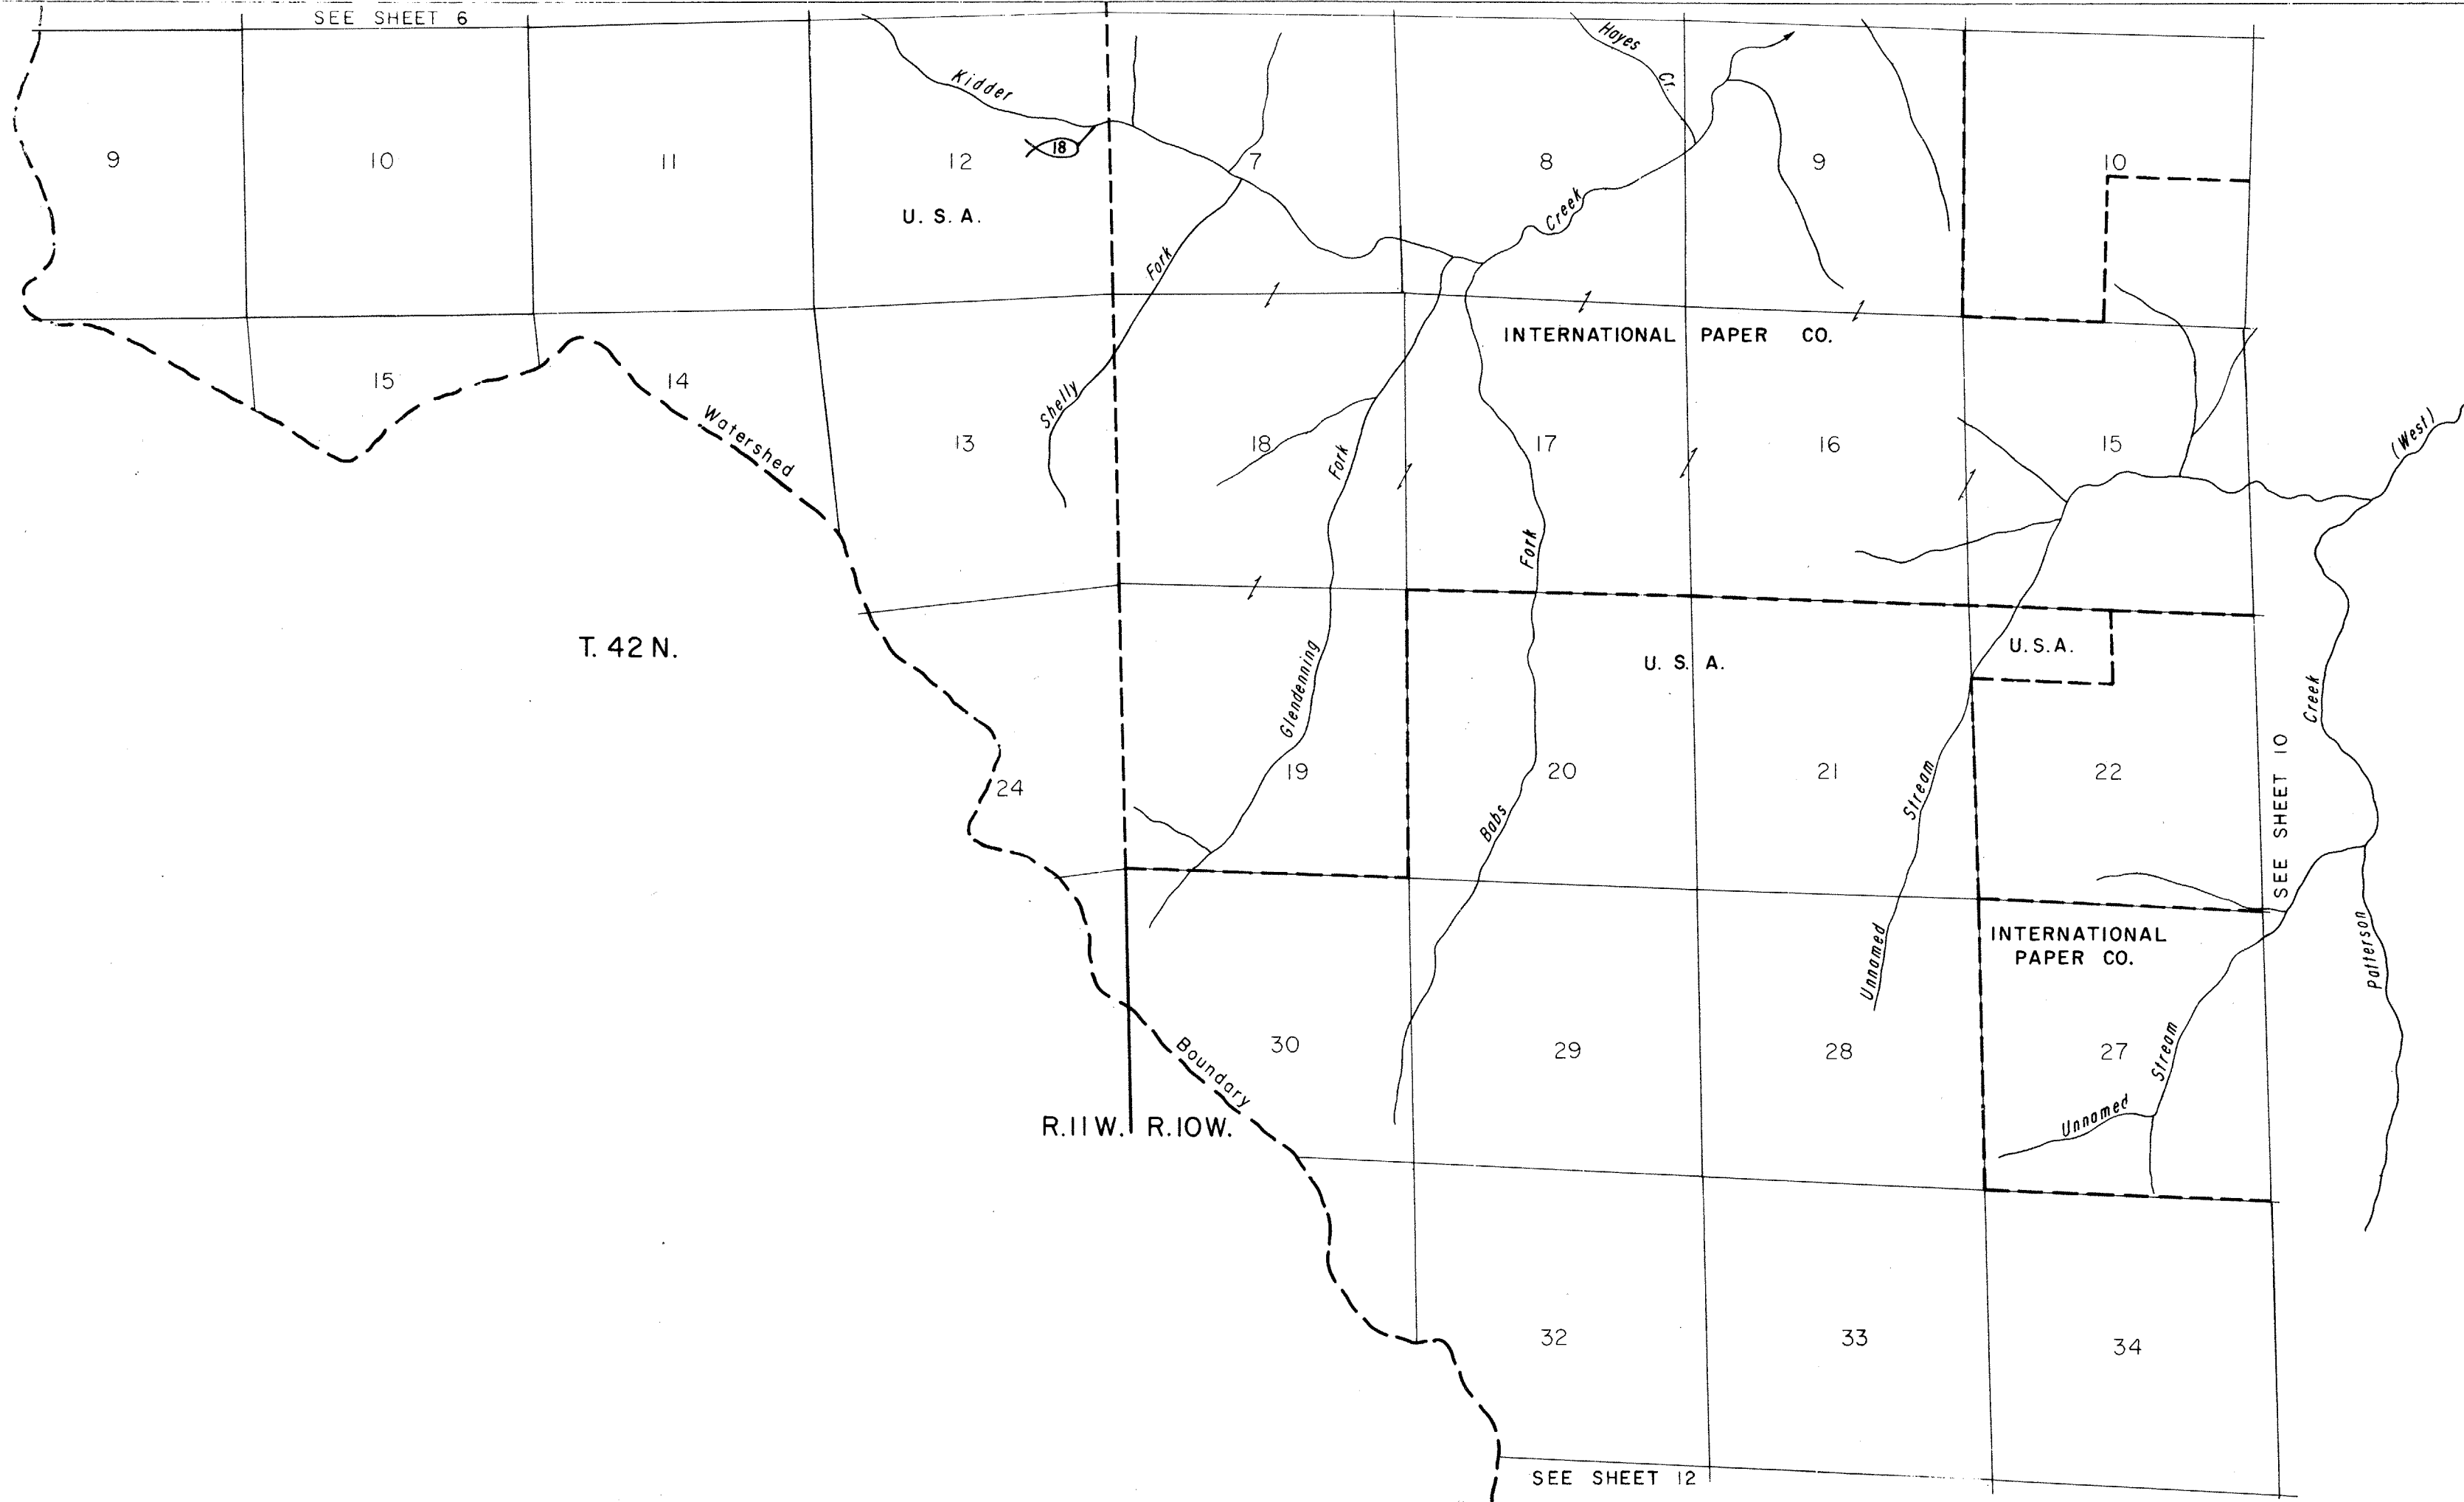 SEE SHEET 6
Kidder
Hayes
Cr.
18
9
10
11
12
7
8
9
10
U. S. A.
Creek
Fork
INTERNATIONAL PAPER CO.
15
14
Watershed
Shelly
13
18
Fork
17
16
15
(West)
Fork
T. 42 N.
U. S. A.
U. S. A.
Glendenning
Creek
24
19
20
21
22
Stream
Babs
SEE SHEET 10
Unnamed
INTERNATIONAL
PAPER CO.
Patterson
30
29
28
27
Boundary
Stream
Unnamed
R. 11 W. R. 10 W.
32
33
34
SEE SHEET 12